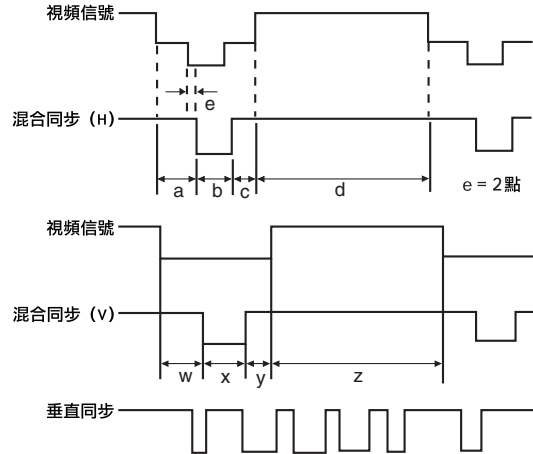 視頻信號
e
混合同步（H）
a b c d e = 2 點
視頻信號
混合同步（V）
w x y z
垂直同步